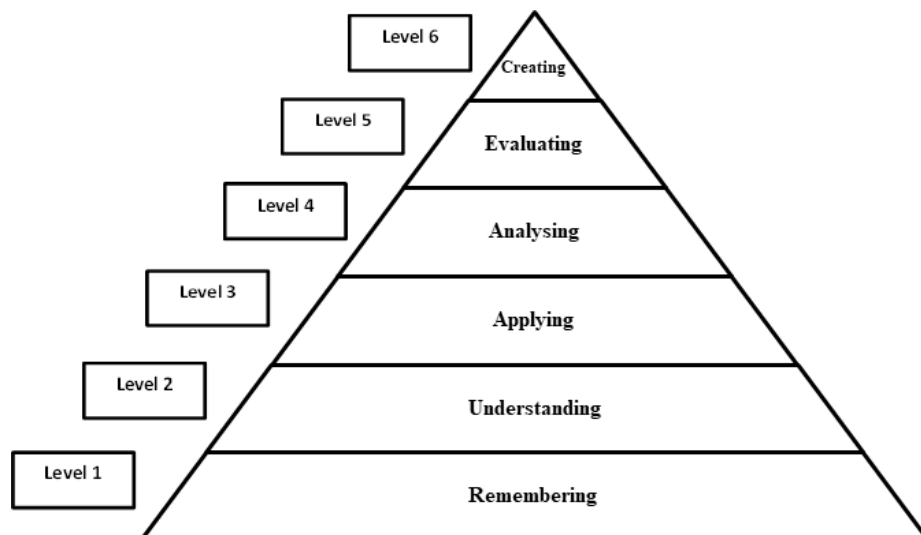 Level 6
Creating
Level 5
Evaluating
Level 4
Analysing
Level 3
Applying
Level 2
Understanding
Level 1
Remembering